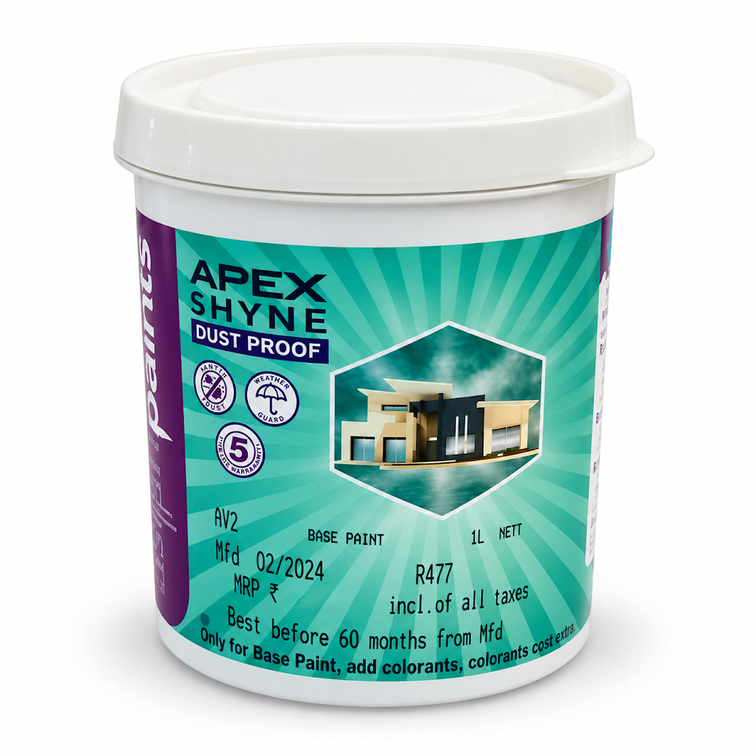 paints
APEX
SHYNE
DUST PROOF
WEATHER
GUARD
5
AV2
BASE PAINT
1L NETT
Mfd 02/2024
R477
MRP ₹
incl.of all taxes
Best before 60 months from Mfd
Only for Base Paint, add colorants, colorants cost extra.